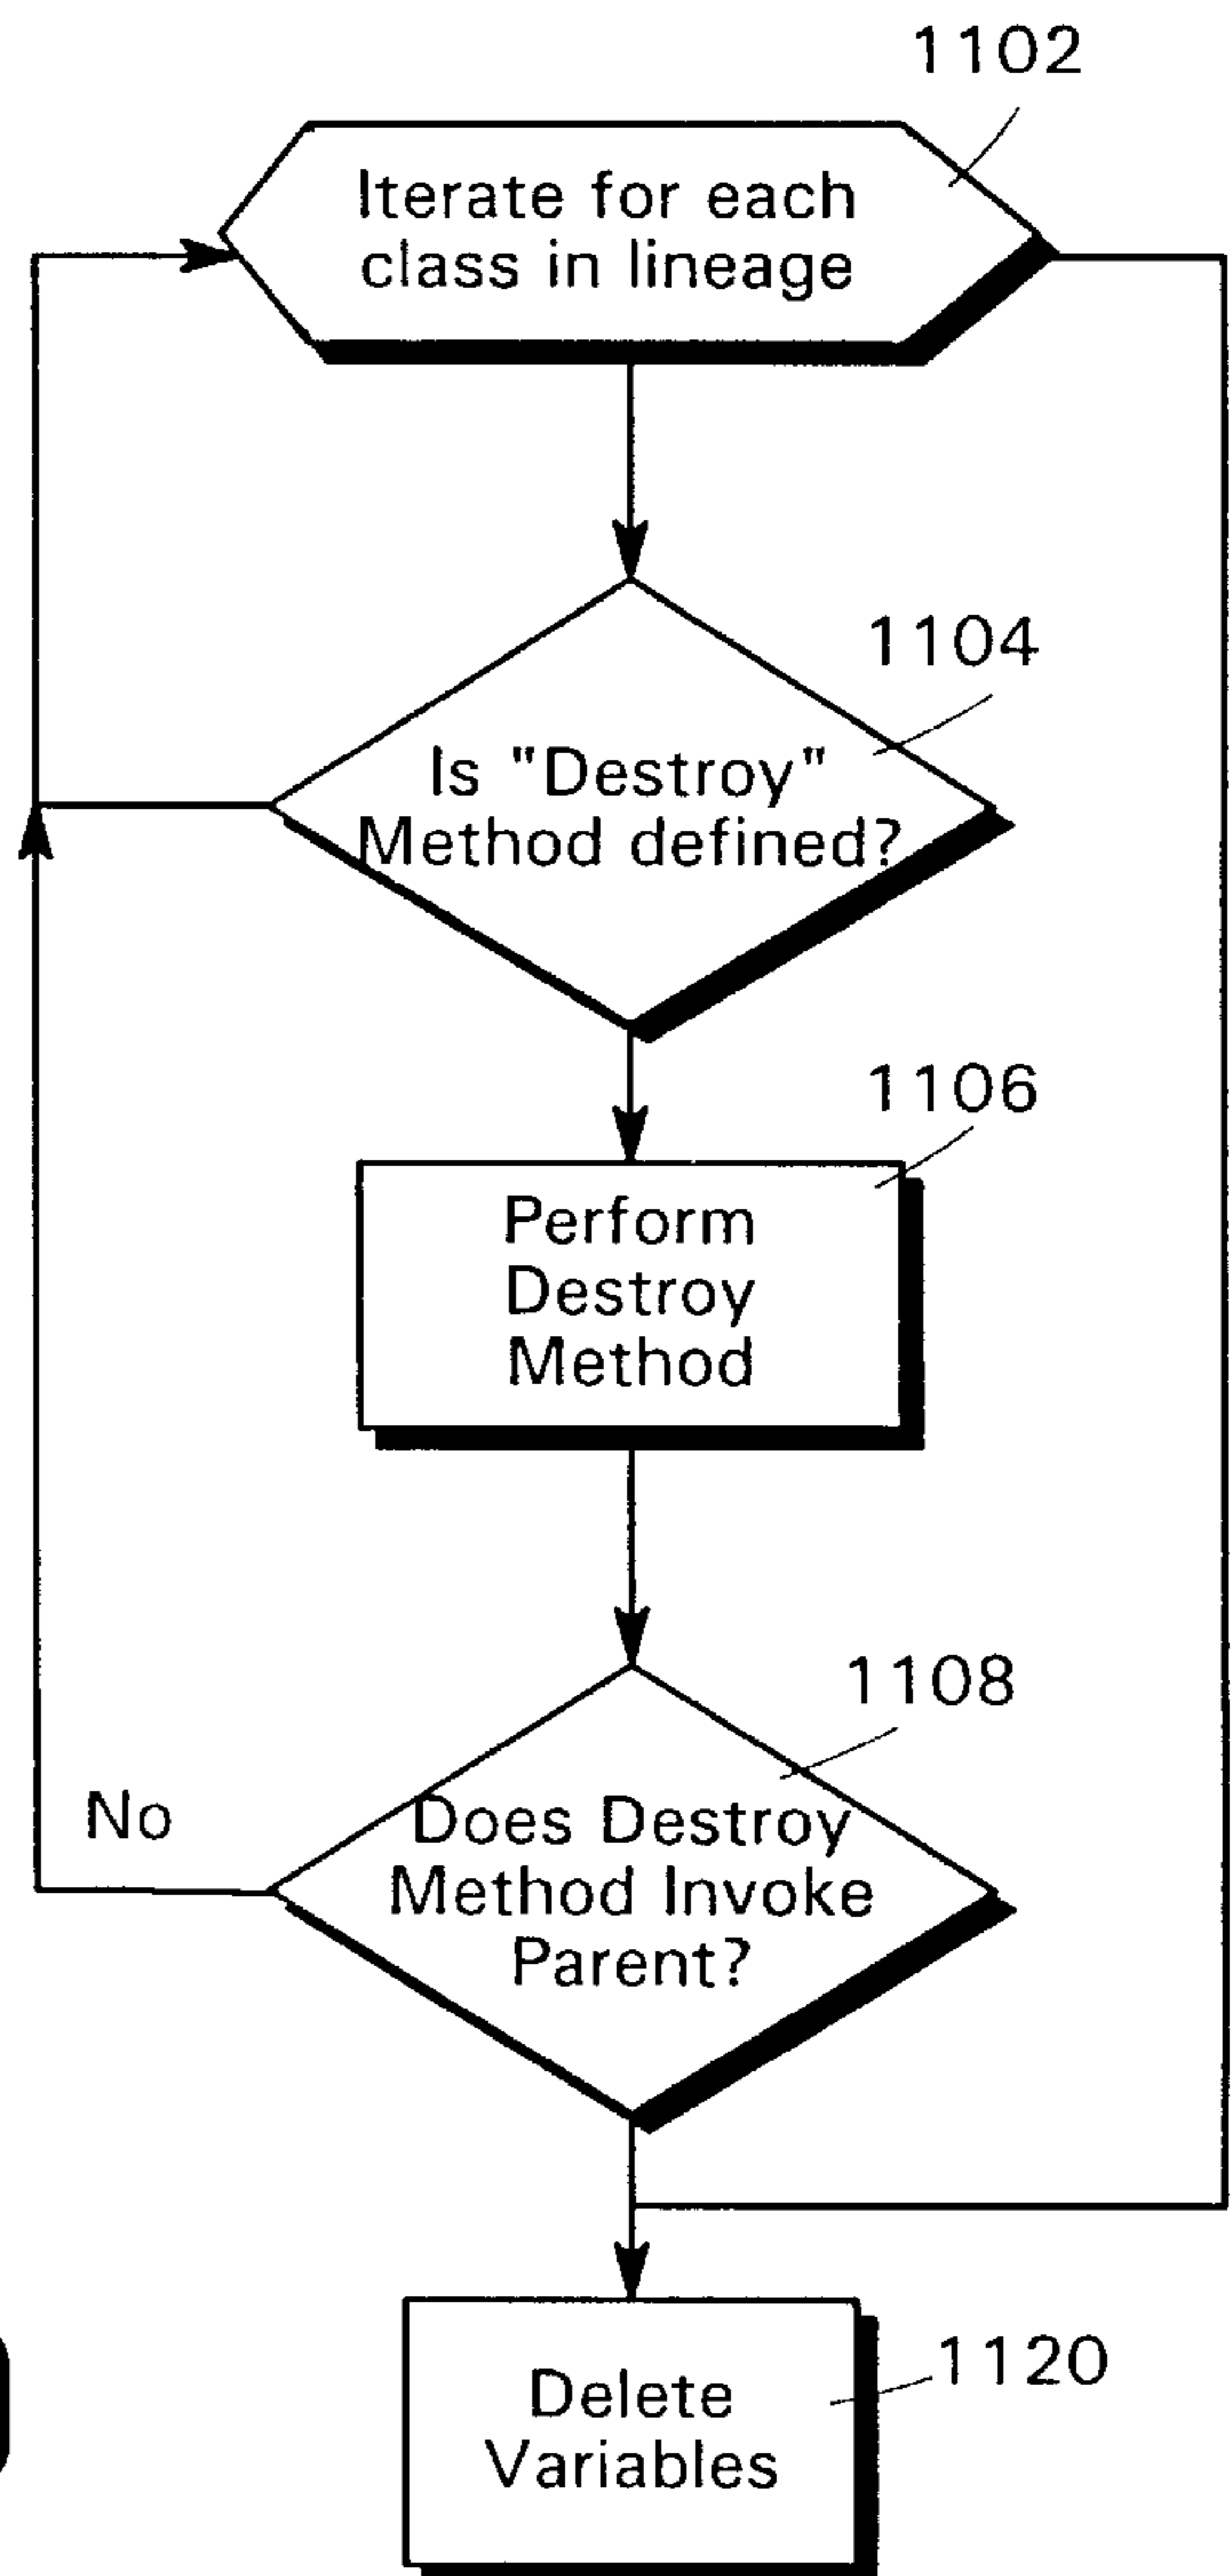 1102
Iterate for each
class in lineage
1104
Is "Destroy"
Method defined?
1106
Perform
Destroy
Method
1108
No
Does Destroy
Method Invoke
Parent?
1120
Delete
Variables